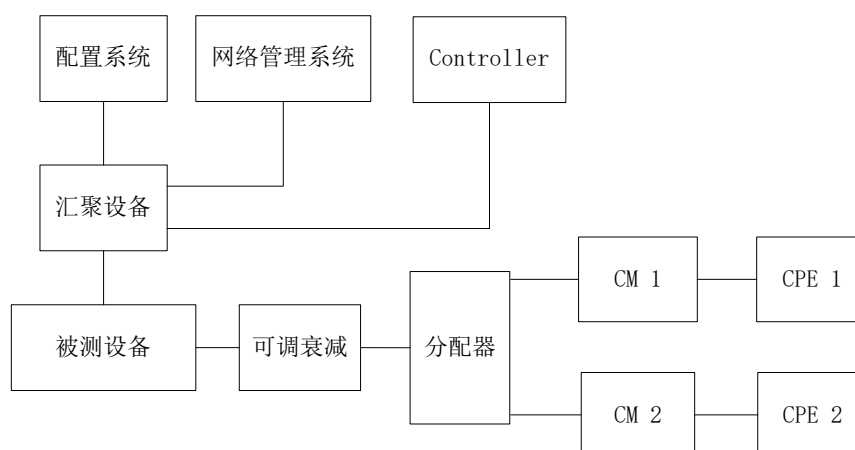 配置系统
网络管理系统
Controller
汇聚设备
CM 1
CPE 1
被测设备
可调衰减
分配器
CM 2
CPE 2